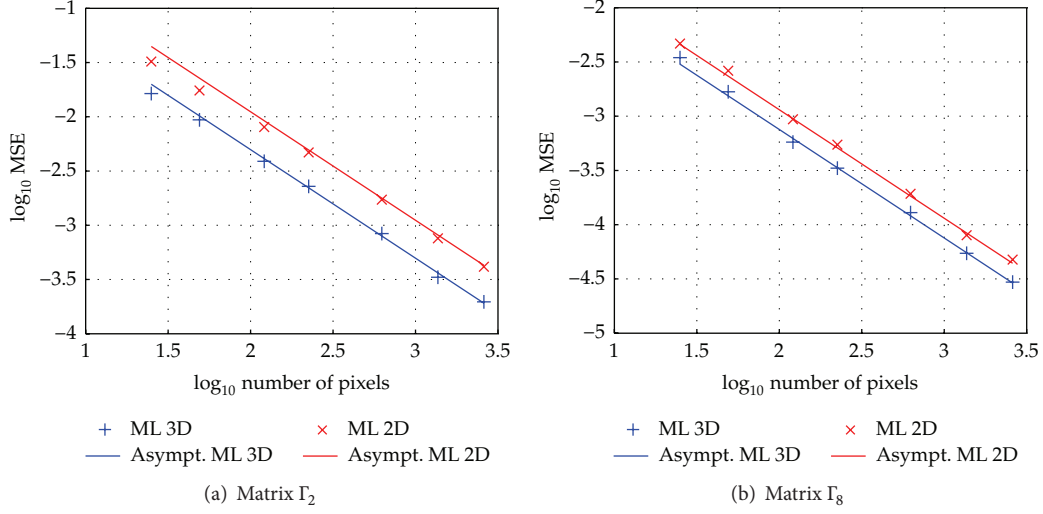 −1
−1.5
−2
−2.5
−3
−3.5
−4
log₁₀ MSE
1 1.5 2 2.5 3 3.5
log₁₀ number of pixels
ML 3D ML 2D
Asympt. ML 3D Asympt. ML 2D
(a) Matrix Γ₂
−2
−2.5
−3
−3.5
−4
−4.5
−5
log₁₀ MSE
1 1.5 2 2.5 3 3.5
log₁₀ number of pixels
ML 3D ML 2D
Asympt. ML 3D Asympt. ML 2D
(b) Matrix Γ₈